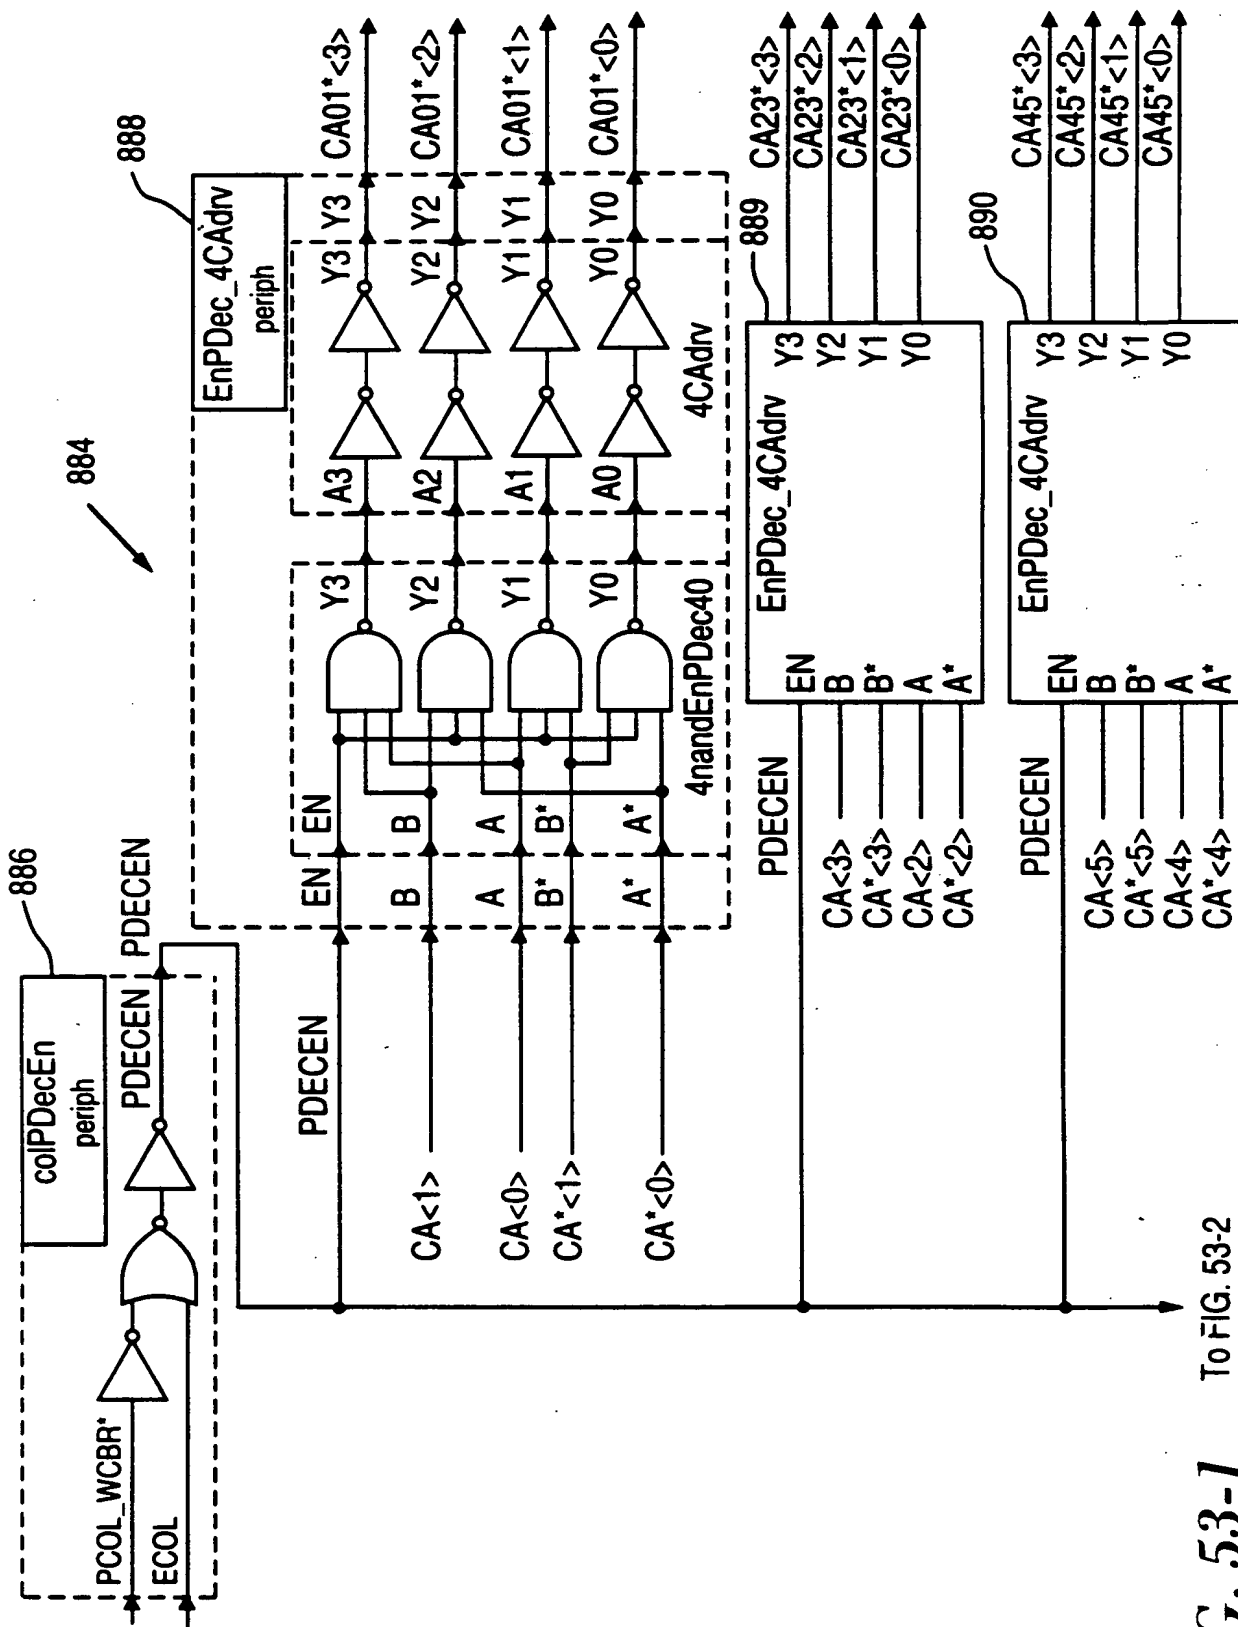 PCOL_WCBR*
ECOL
colPDecEn
periph
886
PDECEN
PDECEN
884
888
EnPDec_4CAdrv
periph
PDECEN
CA<1>
CA<0>
CA*<1>
CA*<0>
EN
B
A
B*
A*
EN
B
A
B*
A*
Y3
Y2
Y1
Y0
4nandEnPDec40
A3
A2
A1
A0
Y3
Y2
Y1
Y0
4CAdrv
Y3
Y2
Y1
Y0
CA01*<3>
CA01*<2>
CA01*<1>
CA01*<0>
889
EnPDec_4CAdrv
PDECEN
CA<3>
CA*<3>
CA<2>
CA*<2>
EN
B
B*
A
A*
Y3
Y2
Y1
Y0
CA23*<3>
CA23*<2>
CA23*<1>
CA23*<0>
890
EnPDec_4CAdrv
PDECEN
CA<5>
CA*<5>
CA<4>
CA*<4>
EN
B
B*
A
A*
Y3
Y2
Y1
Y0
CA45*<3>
CA45*<2>
CA45*<1>
CA45*<0>
To FIG. 53-2
53-1